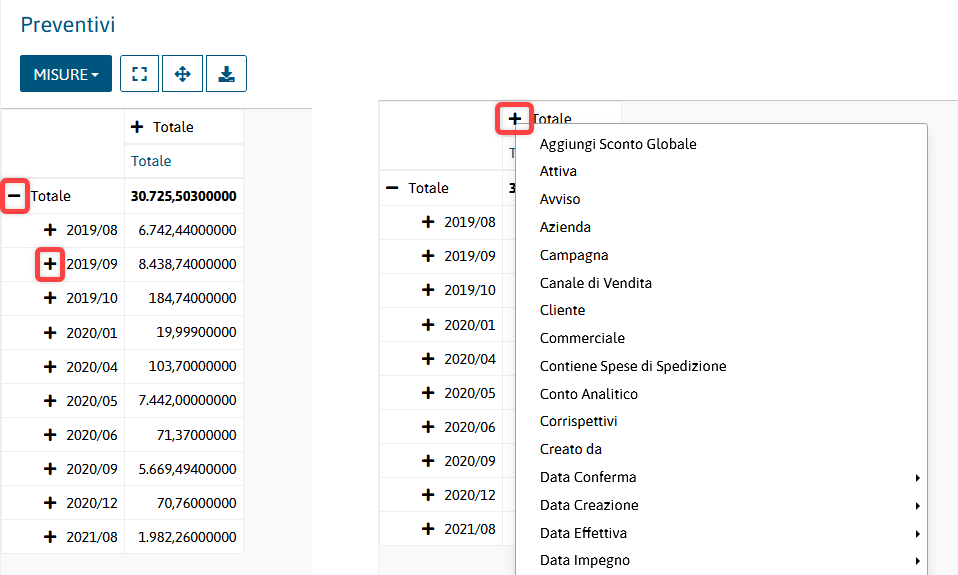 Preventivi
MISURE
Totale
Totale
Totale 30.725,50300000
2019/08 6.742,44000000
2019/09 8.438,74000000
2019/10 184,74000000
2020/01 19,99900000
2020/04 103,70000000
2020/05 7.442,00000000
2020/06 71,37000000
2020/09 5.669,49400000
2020/12 70,76000000
2021/08 1.982,26000000
Totale
T
Totale 3
2019/08
2019/09
2019/10
2020/01
2020/04
2020/05
2020/06
2020/09
2020/12
2021/08
Aggiungi Sconto Globale
Attiva
Avviso
Azienda
Campagna
Canale di Vendita
Cliente
Commerciale
Contiene Spese di Spedizione
Conto Analitico
Corrispettivi
Creato da
Data Conferma
Data Creazione
Data Effettiva
Data Impegno